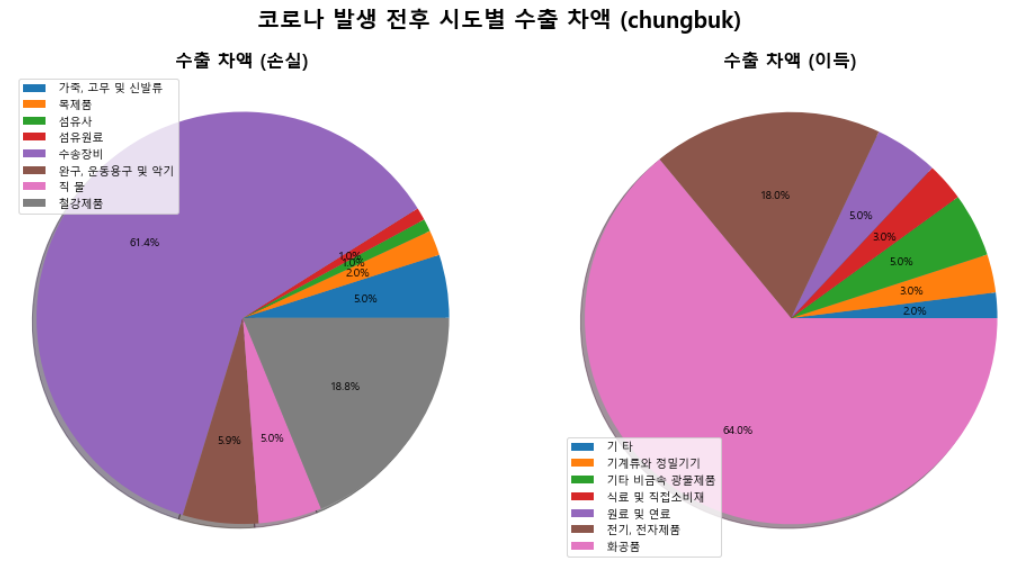 코로나 발생 전후 시도별 수출 차액 (chungbuk)
수출 차액 (손실)
가죽, 고무 및 신발류
목제품
섬유사
섬유원료
수송장비
완구, 운동용구 및 악기
직 물
철강제품
61.4%
1.0%
1.0%
2.0%
5.0%
18.8%
5.9%
5.0%
수출 차액 (이득)
18.0%
5.0%
3.0%
5.0%
3.0%
2.0%
64.0%
기 타
기계류와 정밀기기
기타 비금속 광물제품
식료 및 직접소비재
원료 및 연료
전기, 전자제품
화공품